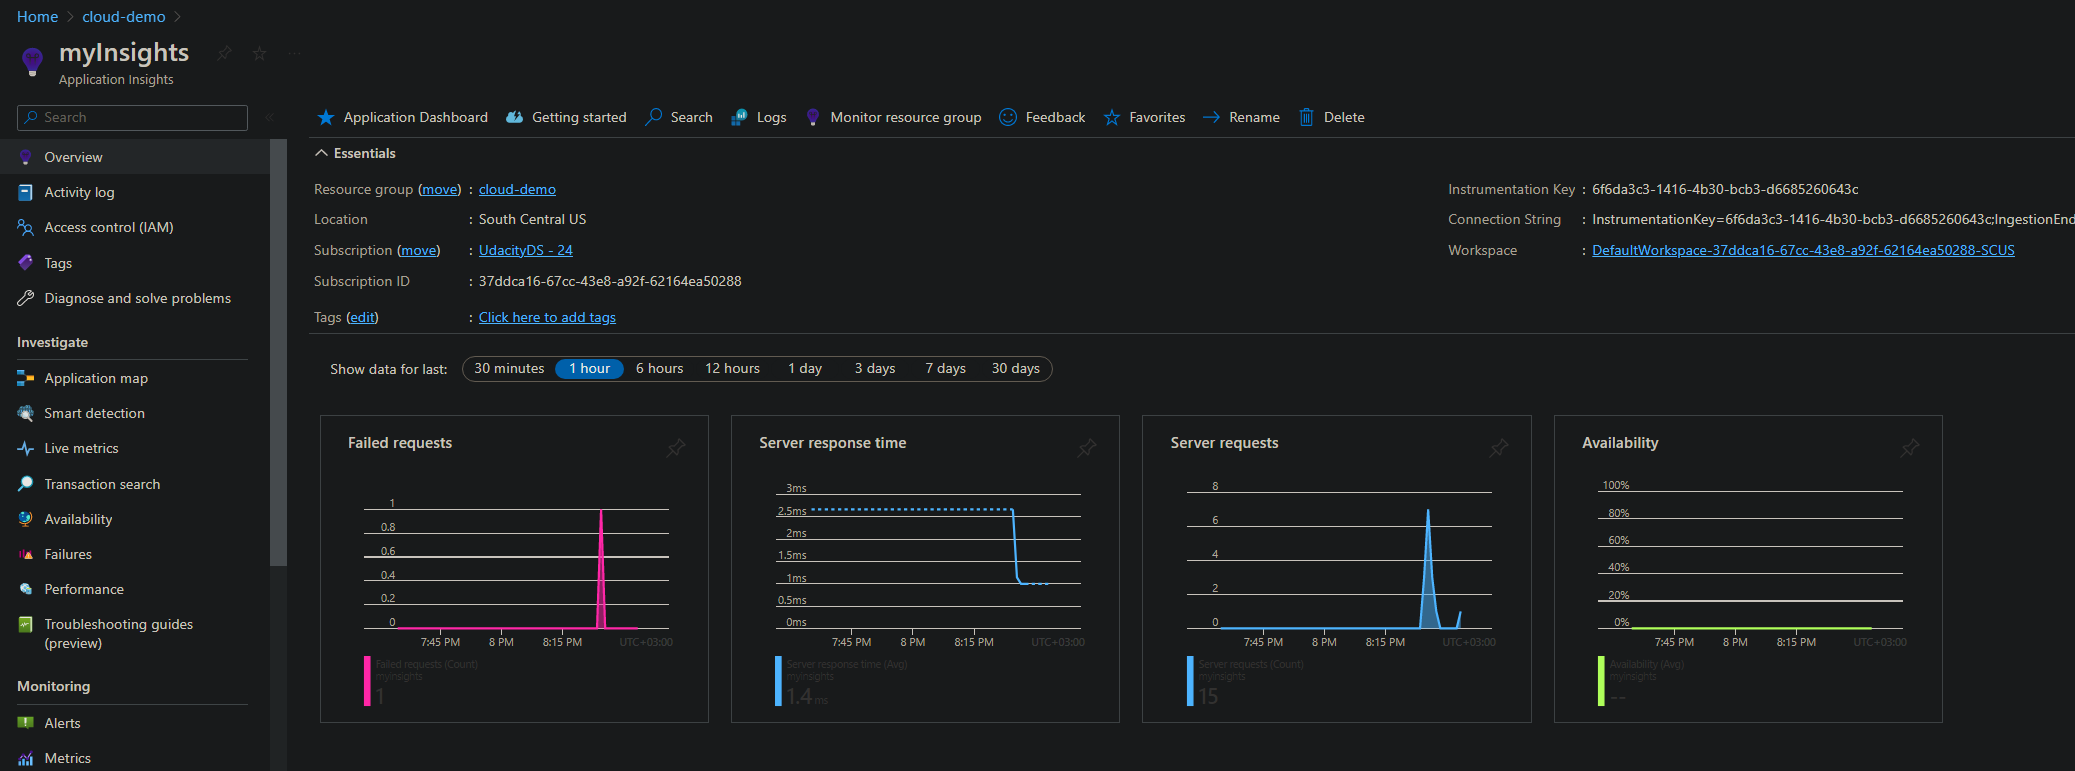 Home > cloud-demo >
myInsights
Application Insights
Search
Application Dashboard Getting started Search Logs Monitor resource group Feedback Favorites Rename Delete
Overview
Activity log
Access control (IAM)
Tags
Diagnose and solve problems
Investigate
Application map
Smart detection
Live metrics
Transaction search
Availability
Failures
Performance
Troubleshooting guides
(preview)
Monitoring
Alerts
Metrics
Essentials
Resource group (move) : cloud-demo
Location : South Central US
Subscription (move) : UdacityDS - 24
Subscription ID : 37ddca16-67cc-43e8-a92f-62164ea50288
Tags (edit) : Click here to add tags
Instrumentation Key : 6f6da3c3-1416-4b30-bcb3-d6685260643c
Connection String : InstrumentationKey=6f6da3c3-1416-4b30-bcb3-d6685260643c;IngestionEnd
Workspace : DefaultWorkspace-37ddca16-67cc-43e8-a92f-62164ea50288-SCUS
Show data for last: 30 minutes 1 hour 6 hours 12 hours 1 day 3 days 7 days 30 days
Failed requests
1
0.8
0.6
0.4
0.2
0
7:45 PM 8 PM 8:15 PM UTC+03:00
Failed requests (Count)
myinsights
1
Server response time
3ms
2.5ms
2ms
1.5ms
1ms
0.5ms
0ms
7:45 PM 8 PM 8:15 PM UTC+03:00
Server response time (Avg)
myinsights
1.4 ms
Server requests
8
6
4
2
0
7:45 PM 8 PM 8:15 PM UTC+03:00
Server requests (Count)
myinsights
15
Availability
100%
80%
60%
40%
20%
0%
7:45 PM 8 PM 8:15 PM UTC+03:00
Availability (Avg)
myinsights
--